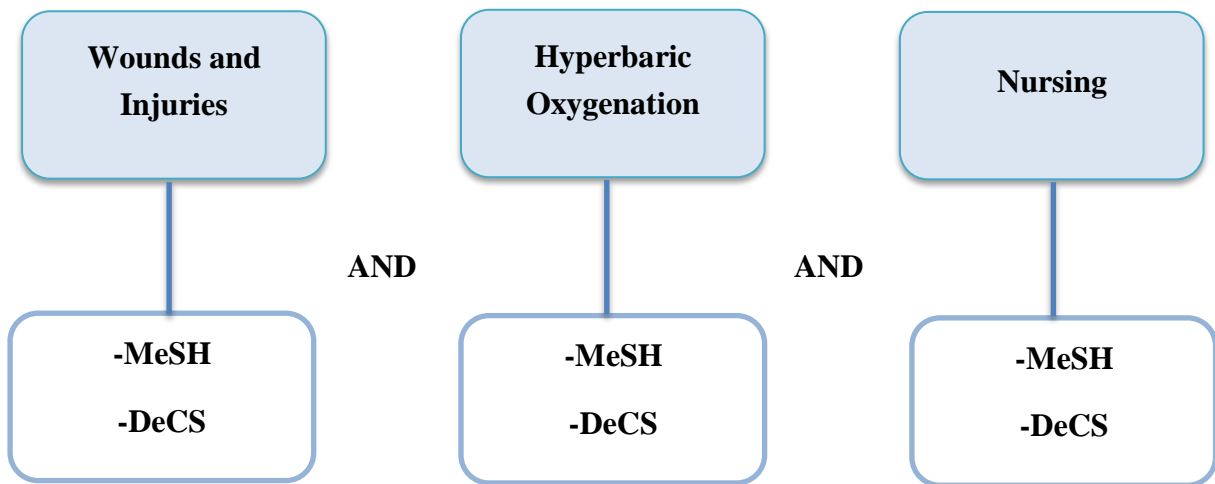 Wounds and
Injuries
Hyperbaric
Oxygenation
Nursing
AND
AND
-MeSH
-DeCS
-MeSH
-DeCS
-MeSH
-DeCS